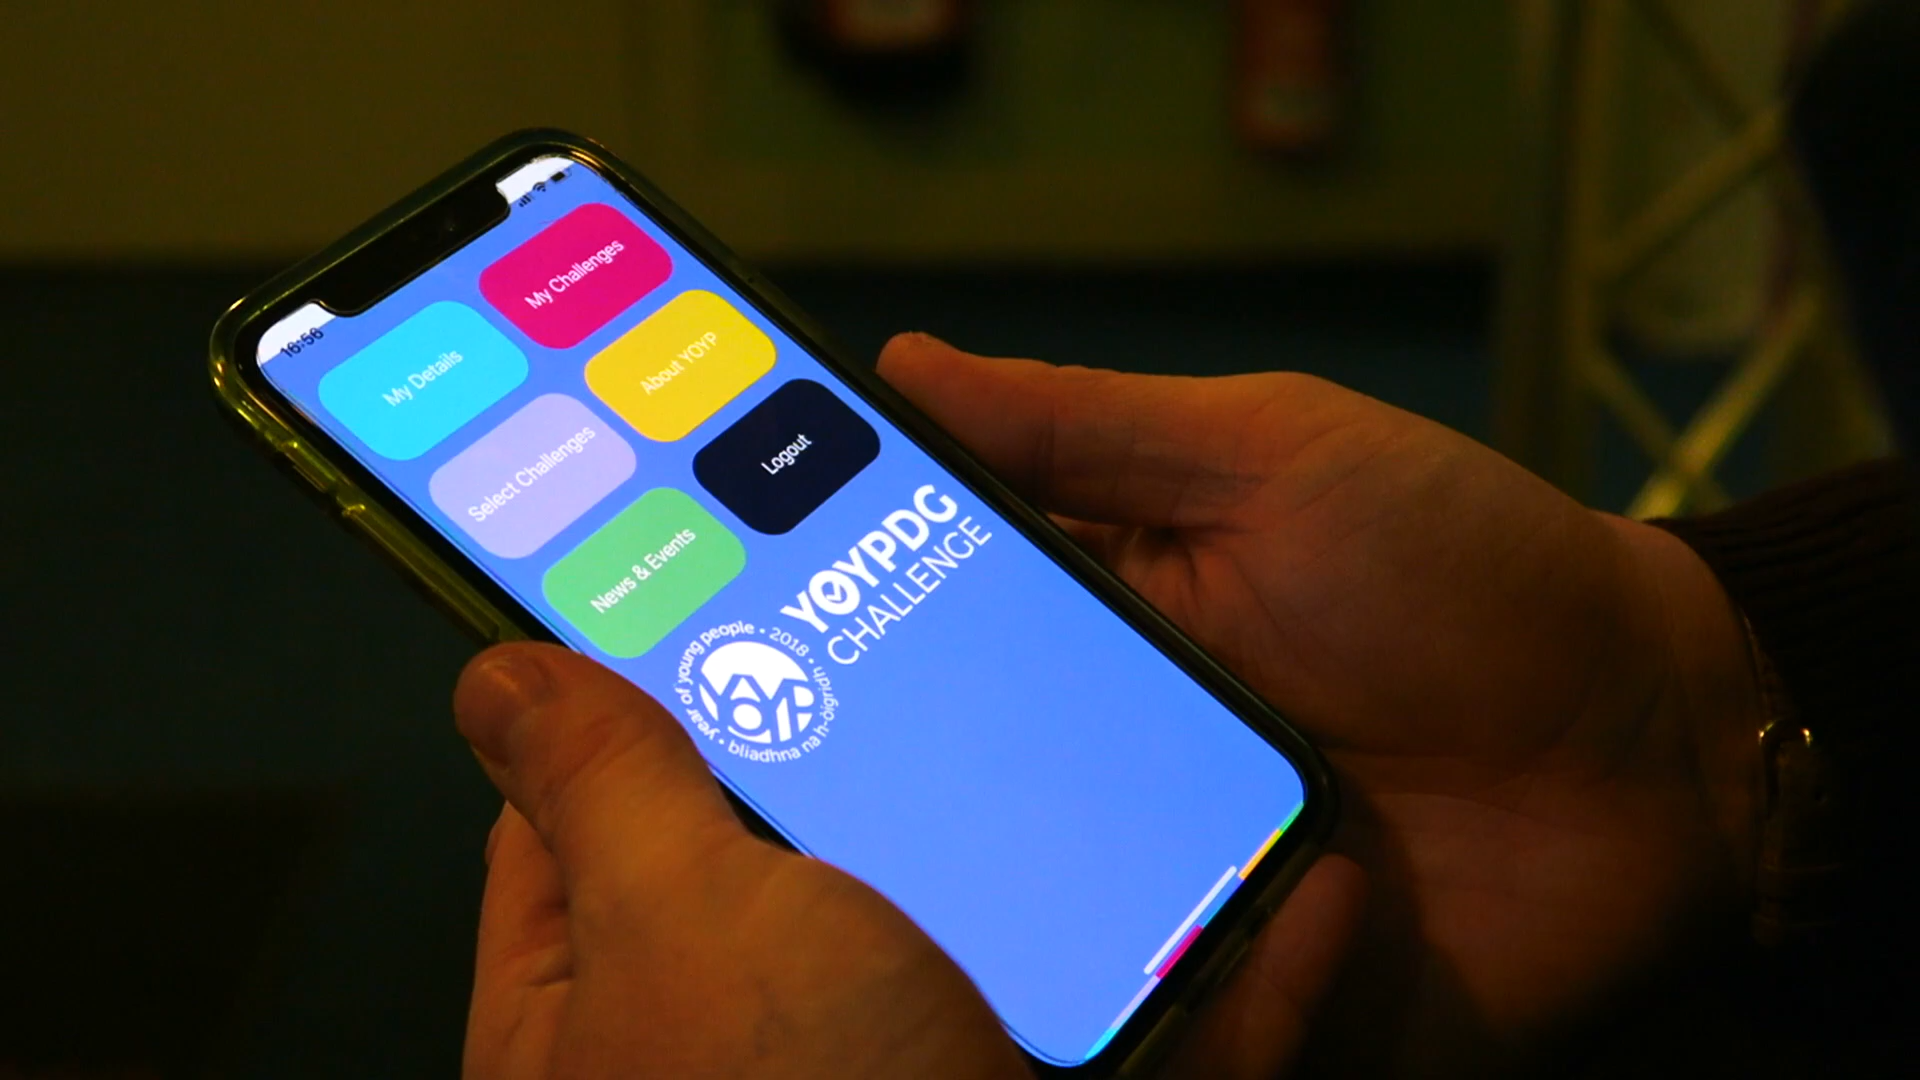 16:56
My Details
My Challenges
Select Challenges
About YOYP
News & Events
Logout
YOYPDG
CHALLENGE
year of young people • 2018 • bliadhna na h-òigridh •
YOYP